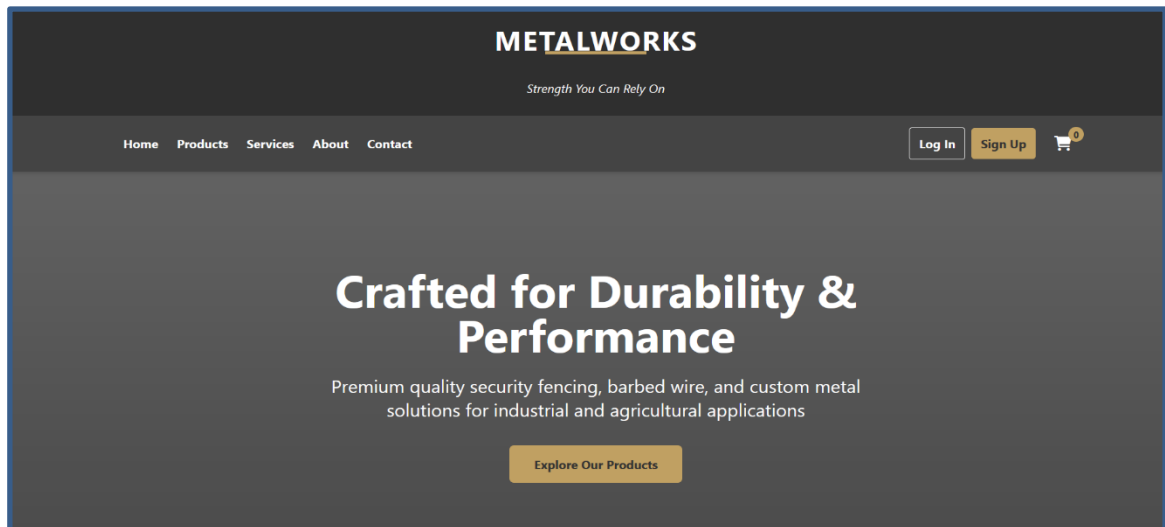 METALWORKS
Strength You Can Rely On
Home Products Services About Contact Log In Sign Up 0
Crafted for Durability &
Performance
Premium quality security fencing, barbed wire, and custom metal
solutions for industrial and agricultural applications
Explore Our Products